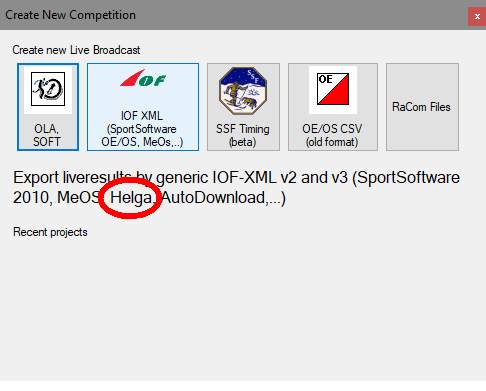 Create New Competition
x
Create new Live Broadcast
OLA,
SOFT
IOF
IOF XML
(SportSoftware
OE/OS, MeOs,..)
SSF
SSF Timing
(beta)
OE
OE/OS CSV
(old format)
RaCom Files
Export liveresults by generic IOF-XML v2 and v3 (SportSoftware
2010, MeOS, Helga, AutoDownload,...)
Recent projects